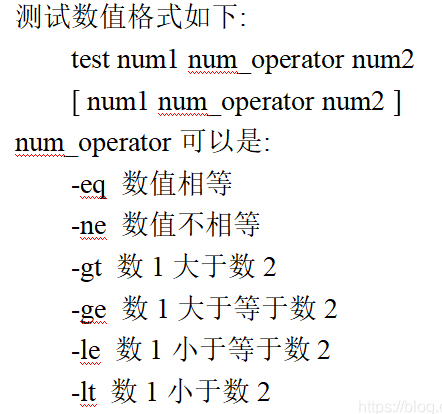 测试数值格式如下:
test num1 num_operator num2
[ num1 num_operator num2 ]
num_operator 可以是:
-eq 数值相等
-ne 数值不相等
-gt 数 1 大于数 2
-ge 数 1 大于等于数 2
-le 数 1 小于等于数 2
-lt 数 1 小于数 2